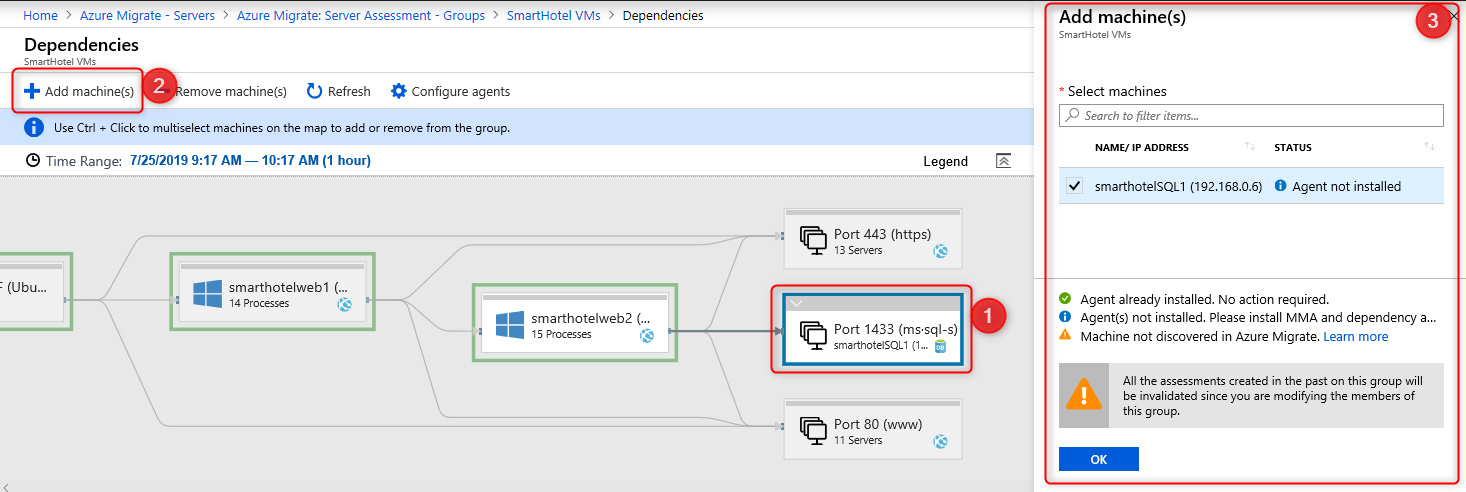 Home > Azure Migrate - Servers > Azure Migrate: Server Assessment - Groups > SmartHotel VMs > Dependencies
Dependencies
SmartHotel VMs
Add machine(s)
2
Remove machine(s)
Refresh
Configure agents
Use Ctrl + Click to multiselect machines on the map to add or remove from the group.
Time Range: 7/25/2019 9:17 AM — 10:17 AM (1 hour)
Legend
F (Ubu...
smarthotelweb1 (...
14 Processes
smarthotelweb2 (...
15 Processes
Port 443 (https)
13 Servers
1
Port 1433 (ms-sql-s)
smarthotelSQL1 (1...
DB
Port 80 (www)
11 Servers
Add machine(s)
3
SmartHotel VMs
* Select machines
Search to filter items...
NAME/ IP ADDRESS
STATUS
smarthotelSQL1 (192.168.0.6)
Agent not installed
Agent already installed. No action required.
Agent(s) not installed. Please install MMA and dependency a...
Machine not discovered in Azure Migrate. Learn more
All the assessments created in the past on this group will
be invalidated since you are modifying the members of
this group.
OK